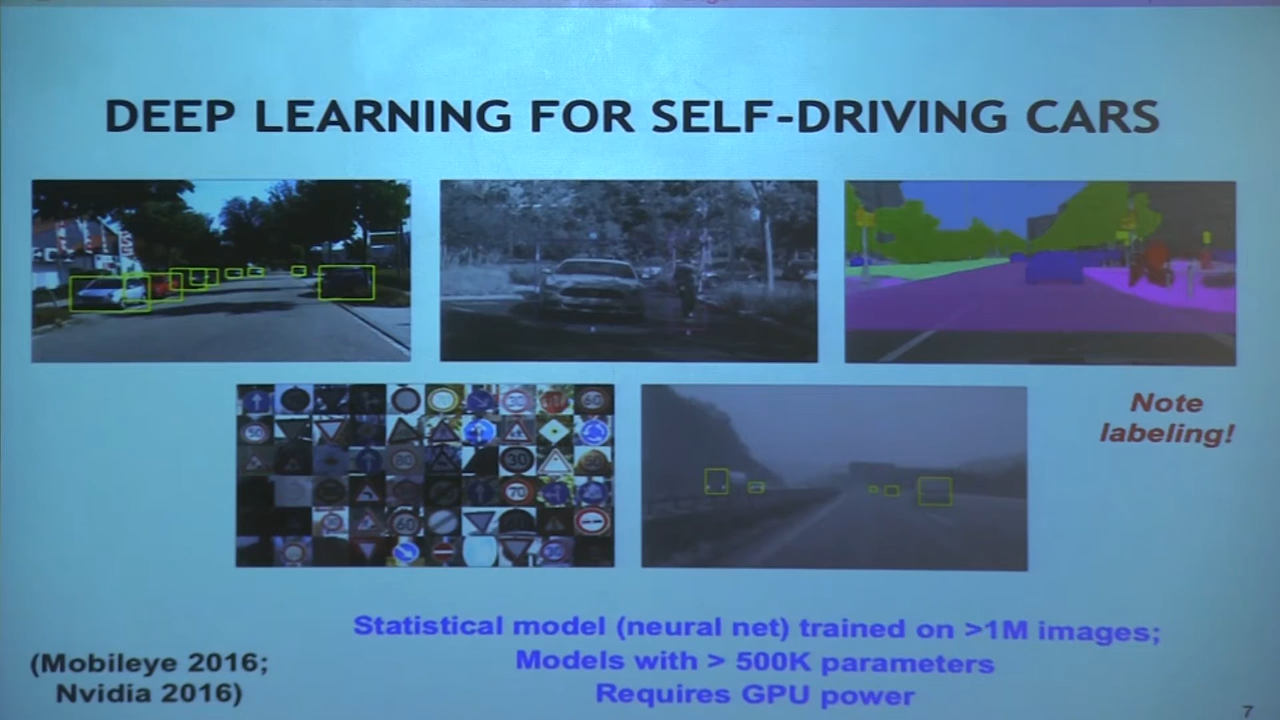 DEEP LEARNING FOR SELF-DRIVING CARS
Note
labeling!
Statistical model (neural net) trained on >1M images;
Models with > 500K parameters
Requires GPU power
(Mobileye 2016;
Nvidia 2016)
7